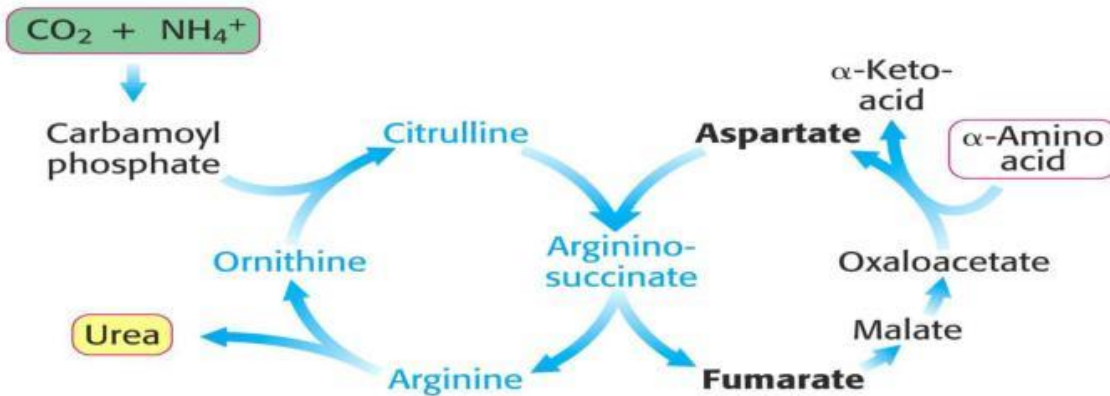 CO₂ + NH₄⁺
Carbamoyl
phosphate
Citrulline
Aspartate
α-Keto-
acid
α-Amino
acid
Ornithine
Arginino-
succinate
Oxaloacetate
Urea
Malate
Arginine
Fumarate